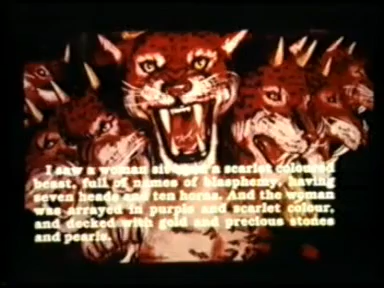 I saw a woman sit upon a scarlet coloured
beast, full of names of blasphemy, having
seven heads and ten horns. And the woman
was arrayed in purple and scarlet colour,
and decked with gold and precious stones
and pearls.